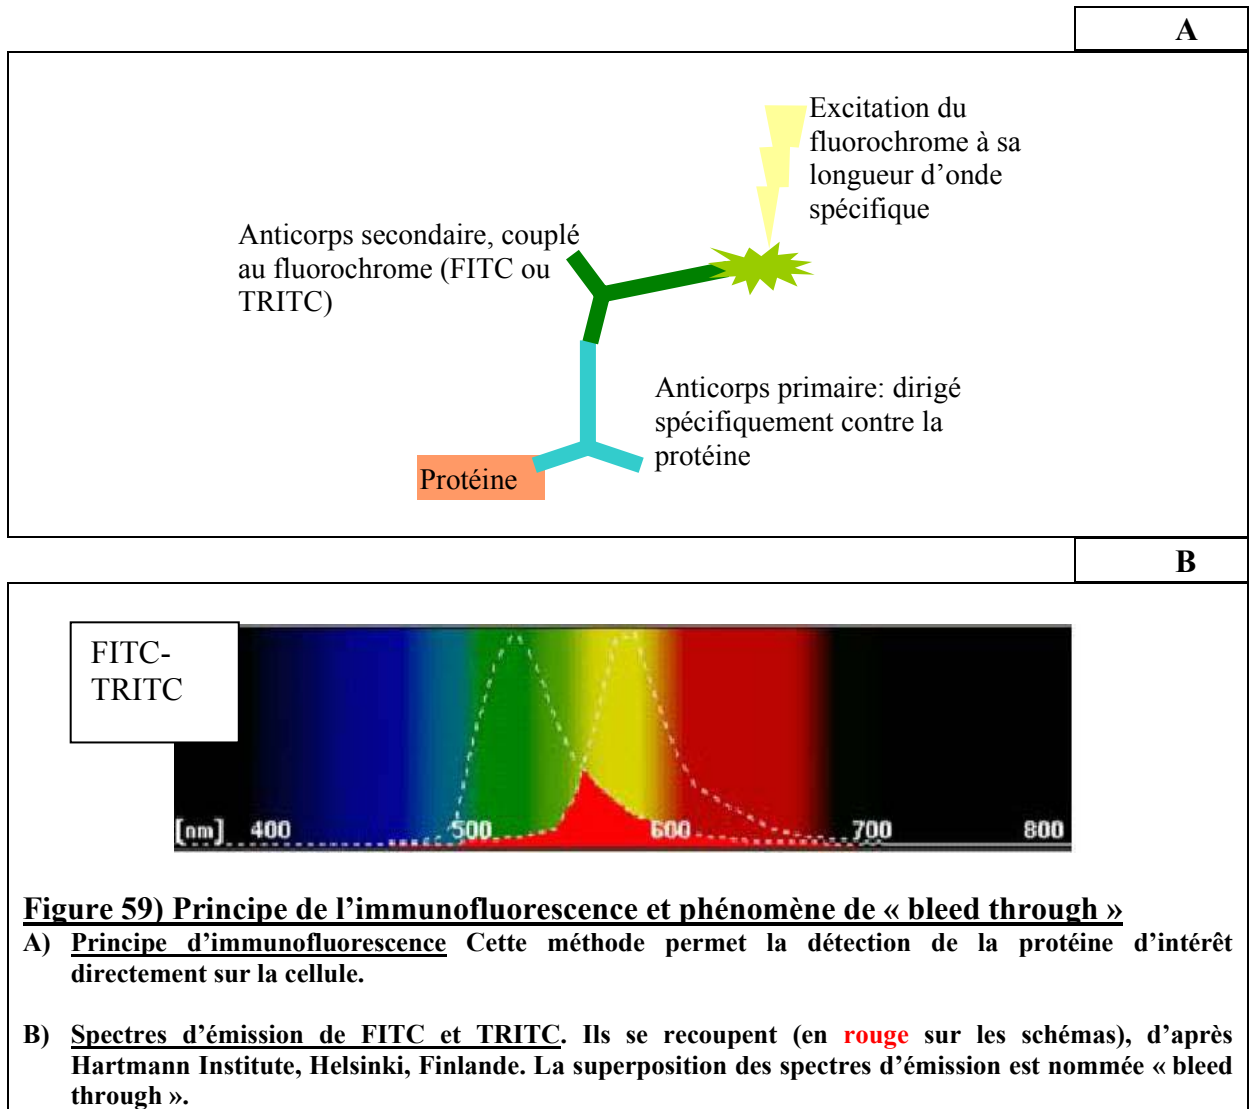 A
Excitation du
fluorochrome à sa
longueur d’onde
spécifique
Anticorps secondaire, couplé
au fluorochrome (FITC ou
TRITC)
Anticorps primaire: dirigé
spécifiquement contre la
protéine
Protéine
B
FITC-
TRITC
[nm] 400 500 600 700 800
Figure 59) Principe de l’immunofluorescence et phénomène de « bleed through »
A) Principe d’immunofluorescence Cette méthode permet la détection de la protéine d’intérêt
directement sur la cellule.
B) Spectres d’émission de FITC et TRITC. Ils se recoupent (en rouge sur les schémas), d’après
Hartmann Institute, Helsinki, Finlande. La superposition des spectres d’émission est nommée « bleed
through ».